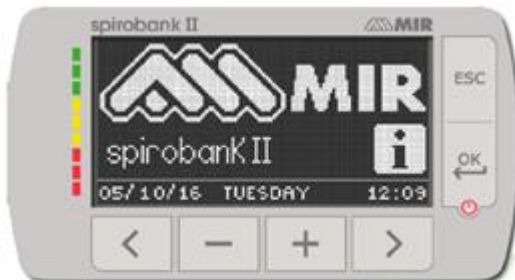 spirobank II MIR
MIR
spirobank II i
05/10/16 TUESDAY 12:09
ESC
OK
< - + >